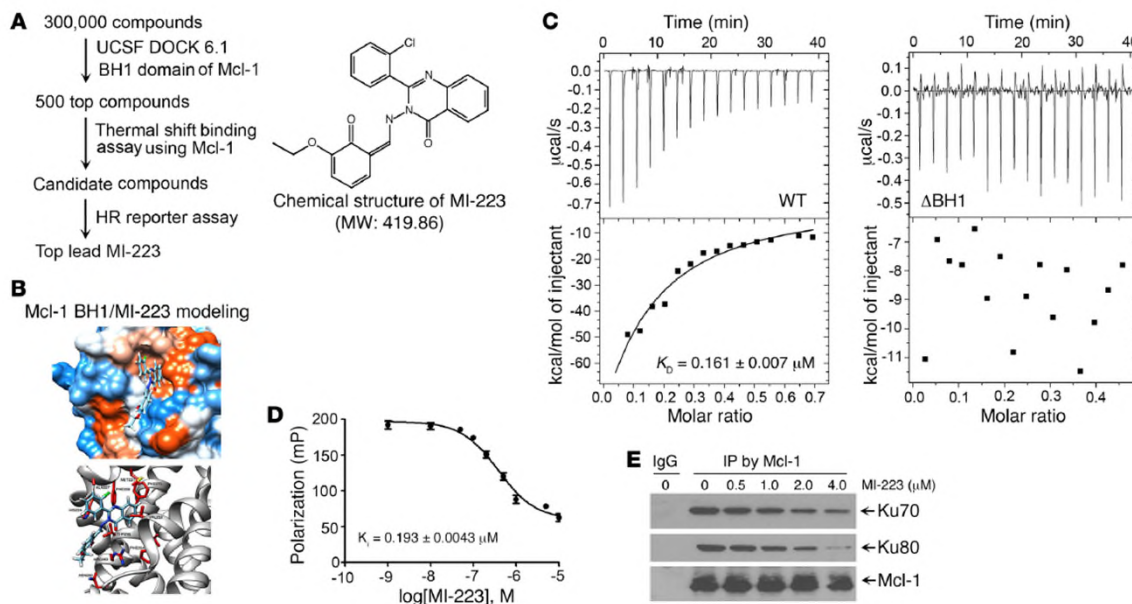 A
300,000 compounds
UCSF DOCK 6.1
BH1 domain of Mcl-1
500 top compounds
Thermal shift binding
assay using Mcl-1
Candidate compounds
HR reporter assay
Top lead MI-223
Cl
N
N
O
N
O
O
Chemical structure of MI-223
(MW: 419.86)
B
Mcl-1 BH1/MI-223 modeling
C
Time (min)
0 5 10 15 20 25 30 35 40
0.0
-0.1
-0.2
-0.3
-0.4
-0.5
-0.6
-0.7
µcal/s
WT
-10
-20
-30
-40
-50
-60
kcal/mol of injectant
K_D = 0.161 ± 0.007 µM
0.0 0.1 0.2 0.3 0.4 0.5 0.6 0.7
Molar ratio
Time (min)
0 5 10 15 20 25 30 35 40
0.1
0.0
-0.1
-0.2
-0.3
-0.4
-0.5
µcal/s
ΔBH1
-7
-8
-9
-10
-11
kcal/mol of injectant
0.0 0.1 0.2 0.3 0.4
Molar ratio
D
Polarization (mP)
200
150
100
50
0
K_i = 0.193 ± 0.0043 µM
-10 -9 -8 -7 -6 -5
log[MI-223], M
E
IgG IP by Mcl-1
0 0 0.5 1.0 2.0 4.0 MI-223 (µM)
←Ku70
←Ku80
←Mcl-1